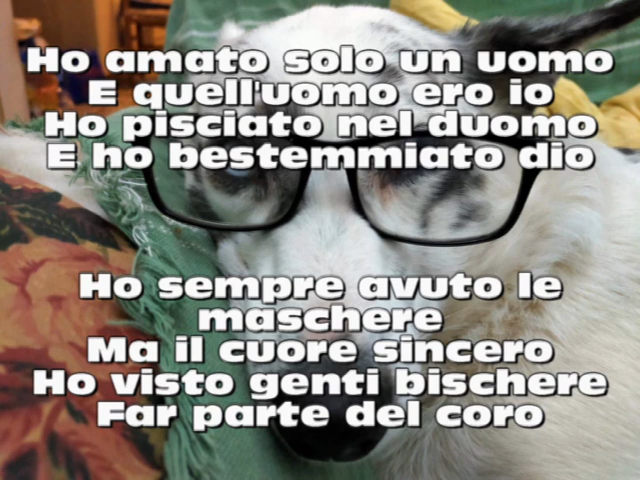 Ho amato solo un uomo
E quell'uomo ero io
Ho pisciato nel duomo
E ho bestemmiato dio
Ho sempre avuto le
maschere
Ma il cuore sincero
Ho visto genti bischere
Far parte del coro